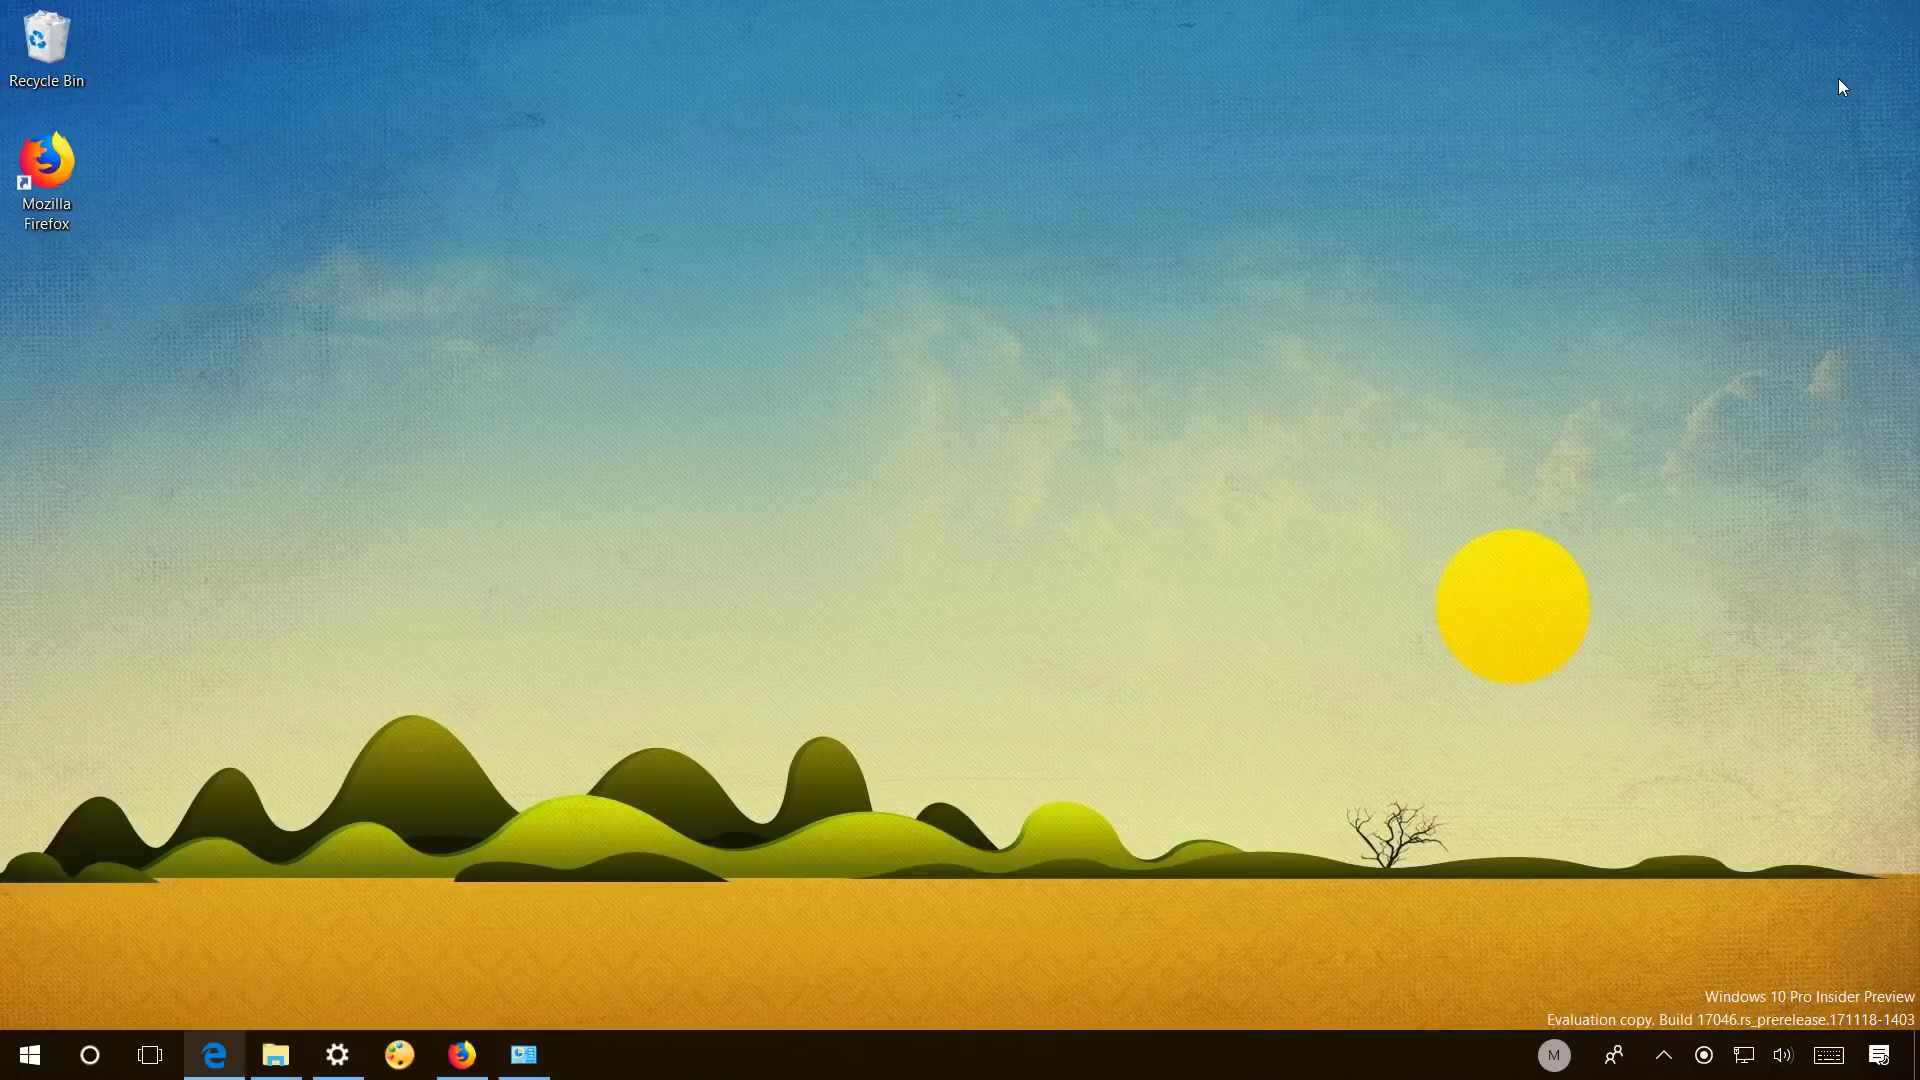 Recycle Bin
Mozilla
Firefox
Windows 10 Pro Insider Preview
Evaluation copy. Build 17046.rs_prerelease.171118-1403
M